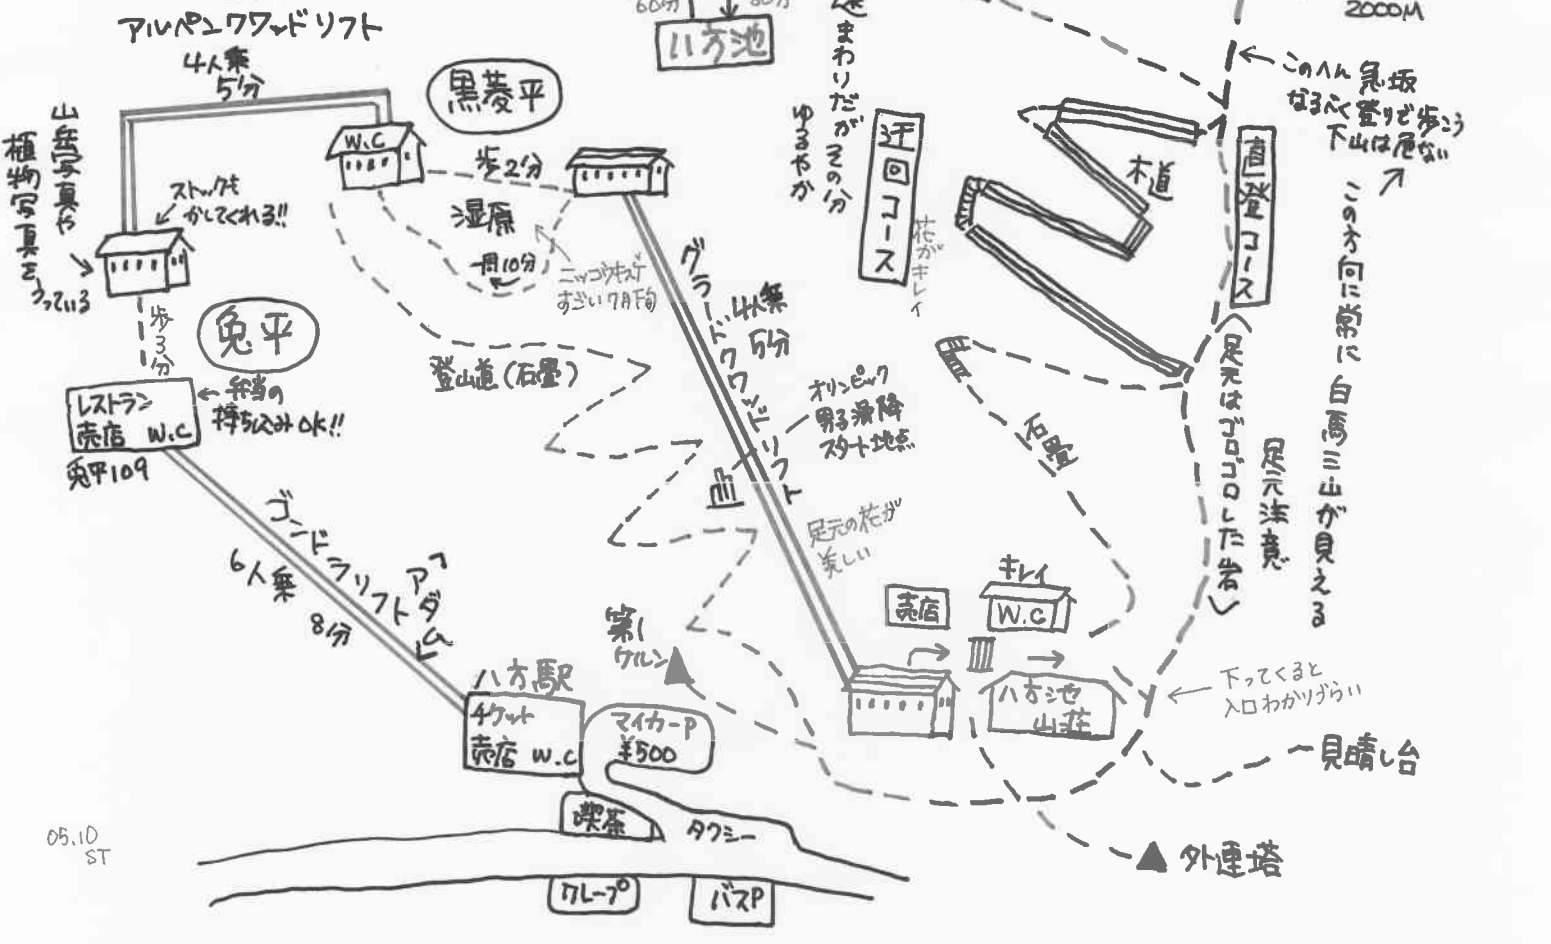 アルペンクワッドリフト
4人乗
5分
黒菱平
60分
八方池
まわりだが
その分
ゆるやか
迂回コース
花がキレイ
2000M
このへん急坂
なるべく登りで歩こう
下山は危ない
木道
直登コース
(足元はゴロゴロした岩)
足元注意
この方向に常に白馬三山が見える
山岳写真や
植物写真を
うっている
ストックも
かしてくれる!!
W.C
歩2分
湿原
一周10分
ニッコウキスゲ
すごい7月下旬
グラートクワッドリフト
4人乗
5分
歩3分
兎平
レストラン
売店 W.C
兎平109
弁当の
持ち込みOK!!
登山道(石畳)
オリンピック
男子滑降
スタート地点
石畳
足元の花が
美しい
ゴンドラリフト「アダム」
6人乗
8分
第1
ケルン
売店
キレイ
W.C
八方池
山荘
下ってくると
入口わかりづらい
見晴し台
八方駅
チケット
売店 W.C
マイカーP
¥500
喫茶
タクシー
クレープ
バスP
05.10
ST